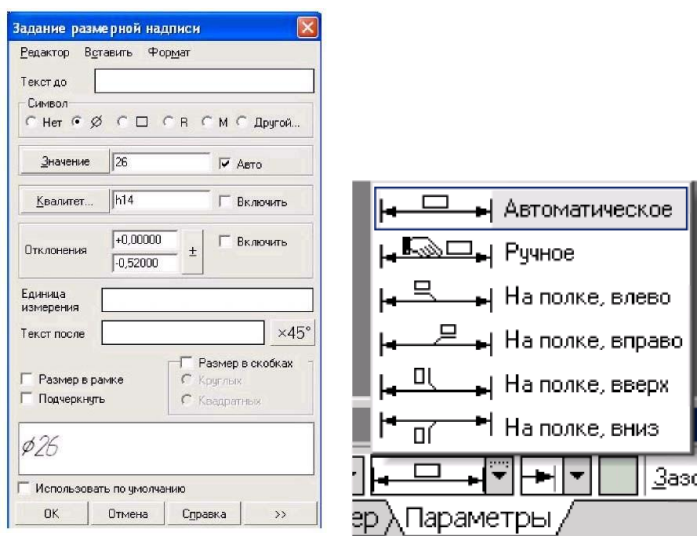 Задание размерной надписи
Редактор Вставить Формат
Текст до
Символ
Нет Ø □ R M Другой...
Значение 26 Авто
Квалитет... h14 Включить
Отклонения +0,00000 -0,52000 ± Включить
Единица
измерения
Текст после ×45°
Размер в скобках
Размер в рамке Круглых
Подчеркнуть Квадратных
Ø26
Использовать по умолчанию
OK Отмена Справка >>
Автоматическое
Ручное
На полке, влево
На полке, вправо
На полке, вверх
На полке, вниз
Зазо
ер Параметры